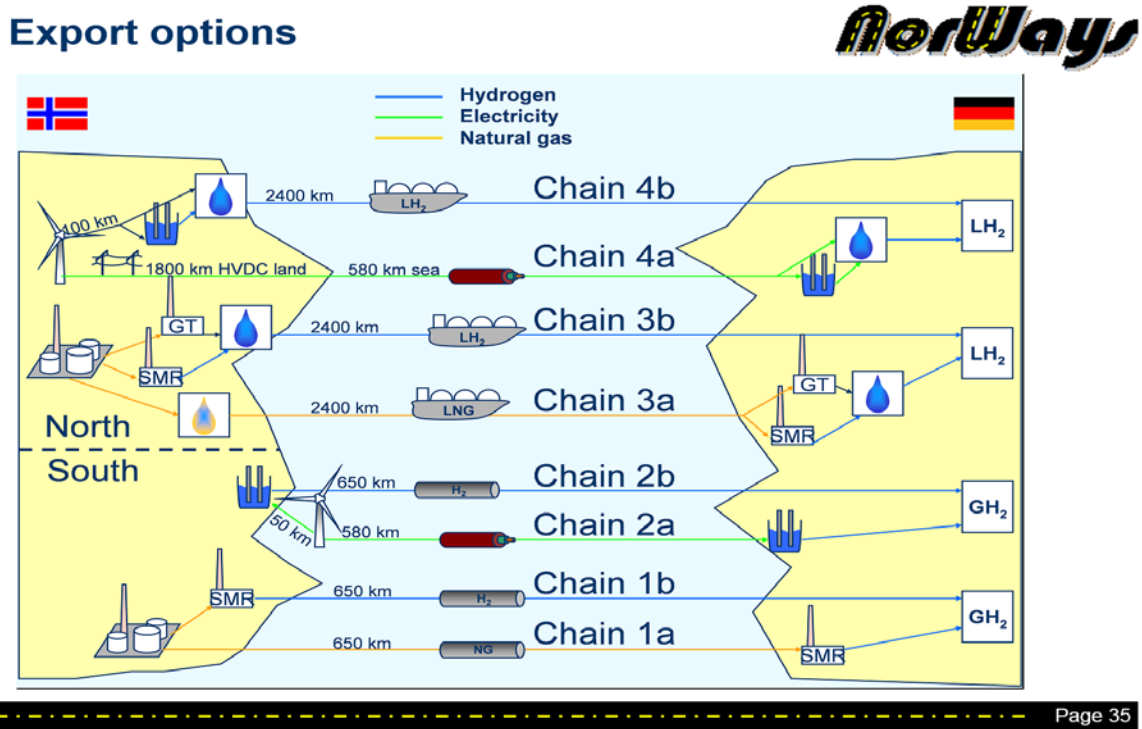 Export options
NorWays
Hydrogen
Electricity
Natural gas
2400 km
LH2
Chain 4b
100 km
LH2
1800 km HVDC land
580 km sea
Chain 4a
GT
2400 km
LH2
Chain 3b
SMR
LH2
GT
2400 km
LNG
Chain 3a
SMR
North
South
650 km
H2
Chain 2b
GH2
50 km
580 km
Chain 2a
SMR
650 km
H2
Chain 1b
GH2
650 km
NG
Chain 1a
SMR
Page 35